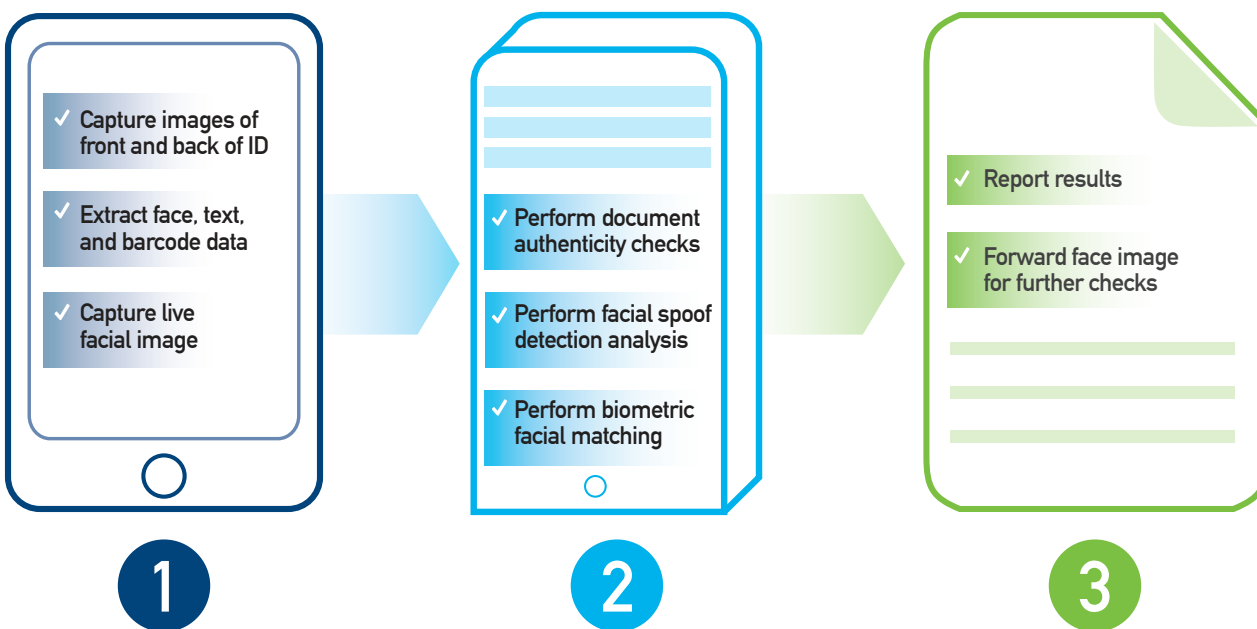 Capture images of
front and back of ID
Extract face, text,
and barcode data
Capture live
facial image
1
Perform document
authenticity checks
Perform facial spoof
detection analysis
Perform biometric
facial matching
2
Report results
Forward face image
for further checks
3